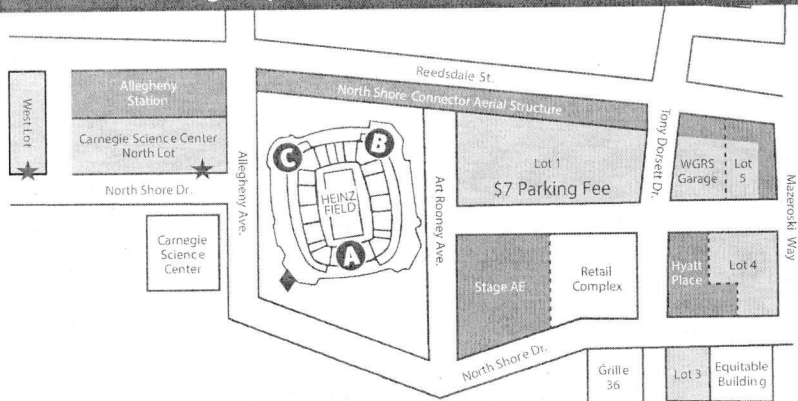 Reedsdale St.
North Shore Connector Aerial Structure
West Lot
Allegheny
Station
Carnegie Science Center
North Lot
North Shore Dr.
Carnegie
Science
Center
Allegheny Ave.
C
B
HEINZ
FIELD
A
Art Rooney Ave.
Lot 1
$7 Parking Fee
Tony Dorsett Dr.
WGRS
Garage
Lot
5
Mazeroski Way
Stage AE
Retail
Complex
Hyatt
Place
Lot 4
North Shore Dr.
Grille
36
Lot 3
Equitable
Building